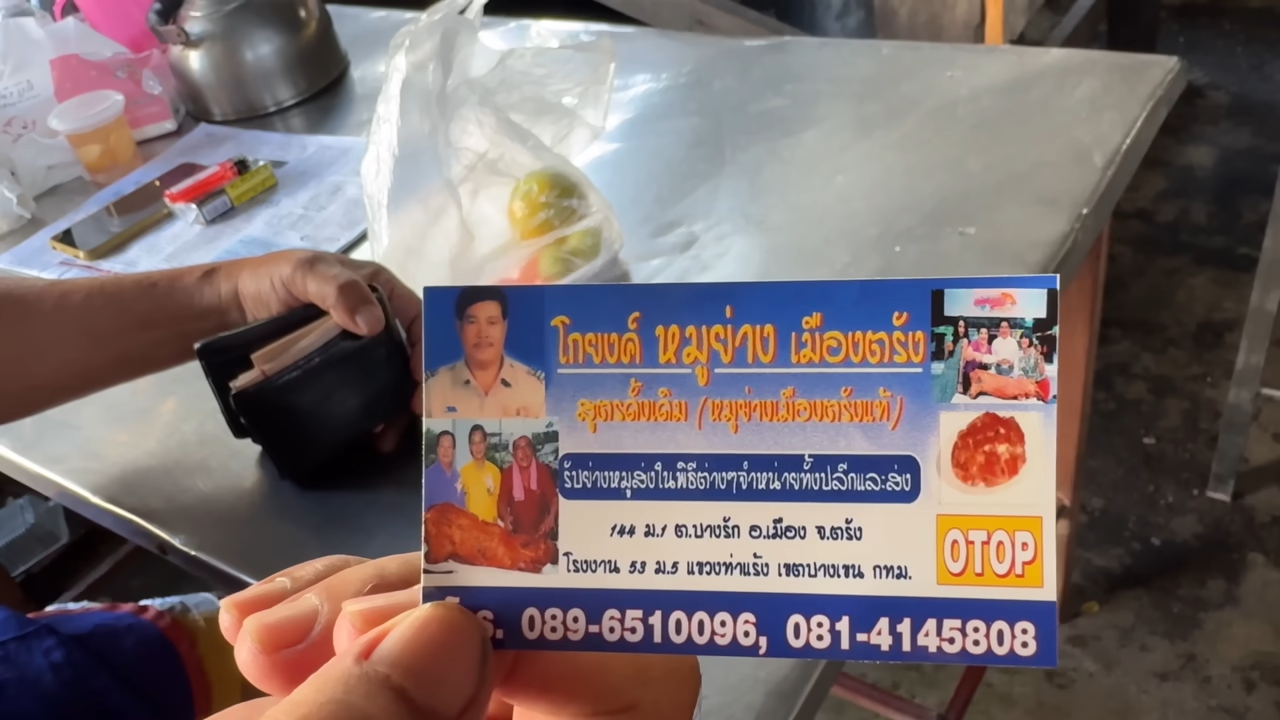 โกยงค์ หมูย่าง เมืองตรัง
สูตรดั้งเดิม (หมูย่างเมืองตรังแท้)
รับย่างหมูส่งในพิธีต่างๆจำหน่ายทั้งปลีกและส่ง
144 ม.1 ต.บางรัก อ.เมือง จ.ตรัง
โรงงาน 53 ม.5 แขวงท่าแร้ง เขตบางเขน กทม.
OTOP
089-6510096, 081-4145808